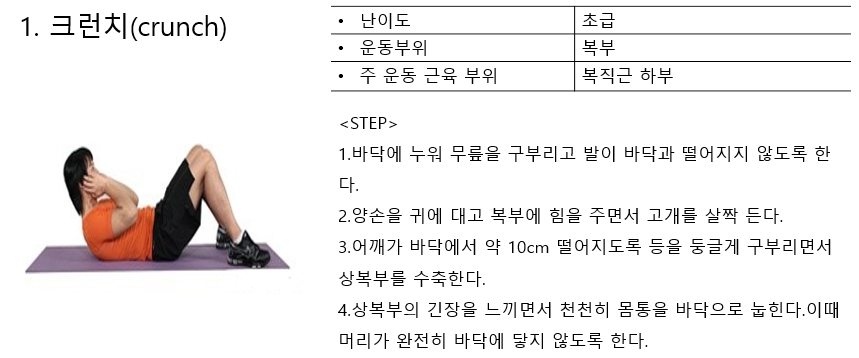 1. 크런치(crunch)
• 난이도 초급
• 운동부위 복부
• 주 운동 근육 부위 복직근 하부
<STEP>
1.바닥에 누워 무릎을 구부리고 발이 바닥과 떨어지지 않도록 한
다.
2.양손을 귀에 대고 복부에 힘을 주면서 고개를 살짝 든다.
3.어깨가 바닥에서 약 10cm 떨어지도록 등을 둥글게 구부리면서
상복부를 수축한다.
4.상복부의 긴장을 느끼면서 천천히 몸통을 바닥으로 눕힌다.이때
머리가 완전히 바닥에 닿지 않도록 한다.